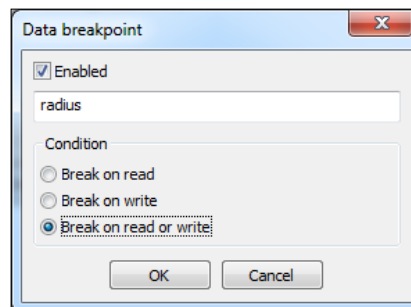 Data breakpoint
Enabled
radius
Condition
Break on read
Break on write
Break on read or write
OK
Cancel